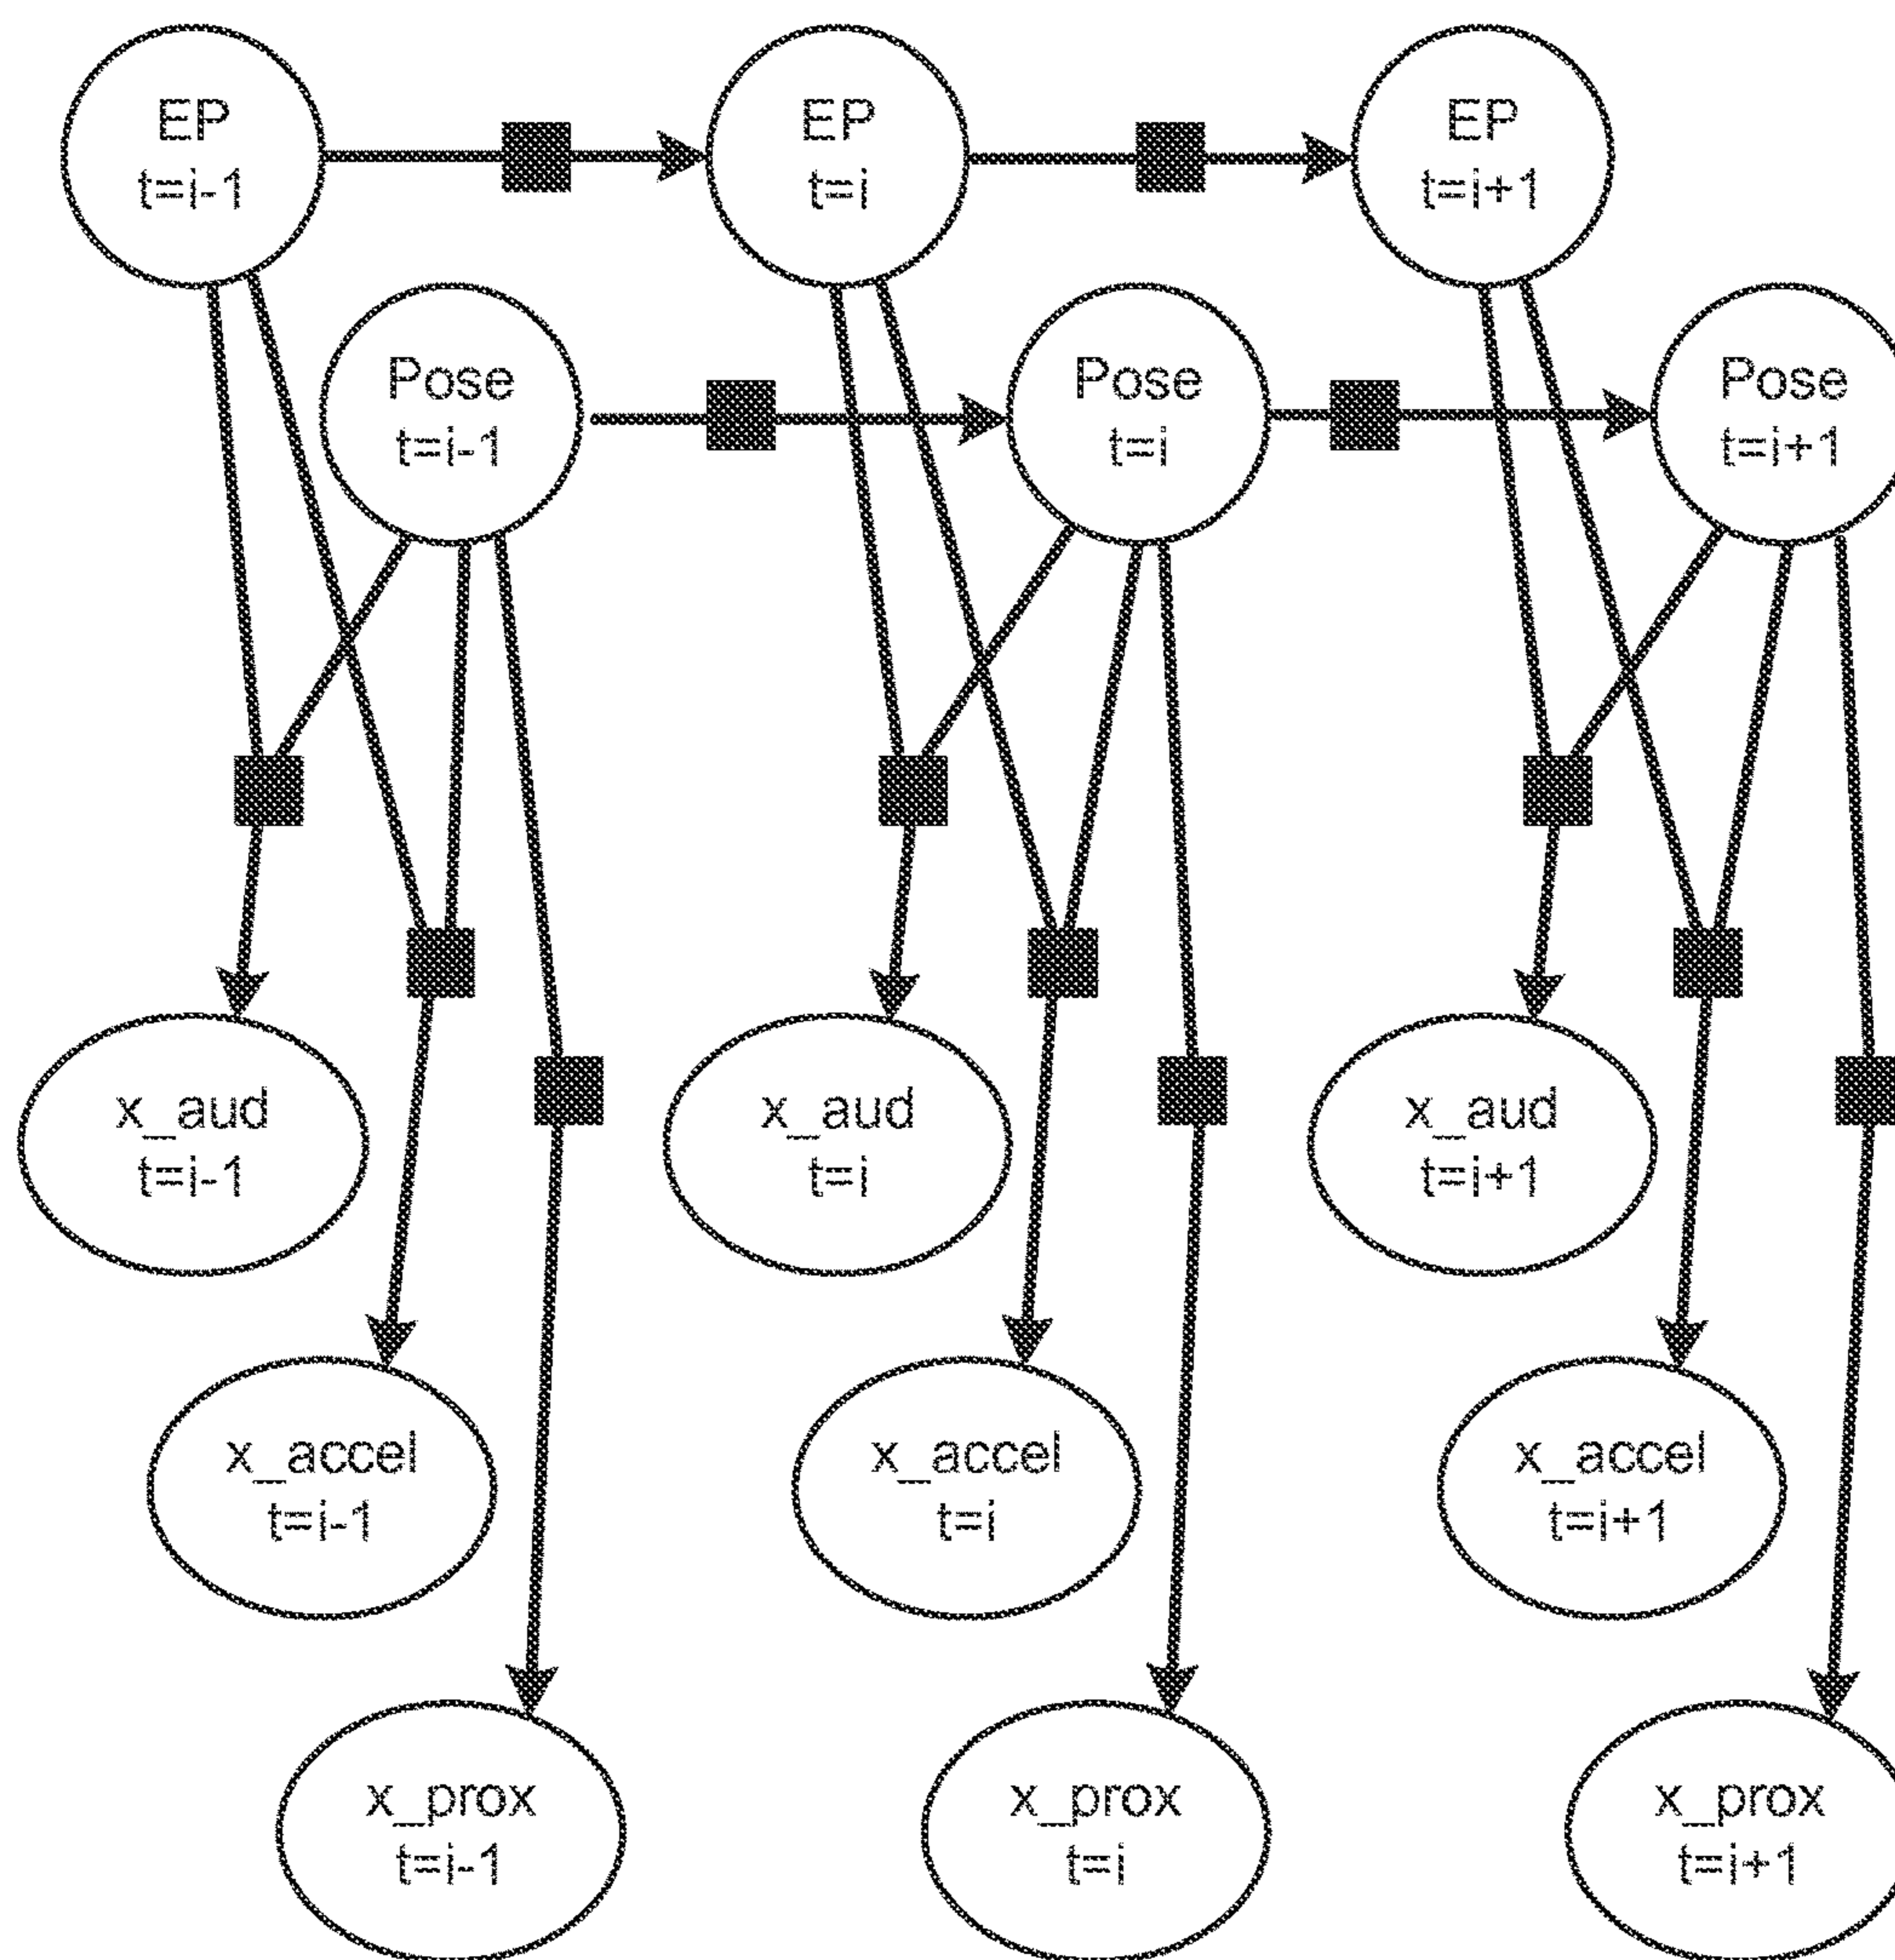 EP
t=i-1
EP
t=i
EP
t=i+1
Pose
t=i-1
Pose
t=i
Pose
t=i+1
x_aud
t=i-1
x_aud
t=i
x_aud
t=i+1
x_accel
t=i-1
x_accel
t=i
x_accel
t=i+1
x_prox
t=i-1
x_prox
t=i
x_prox
t=i+1